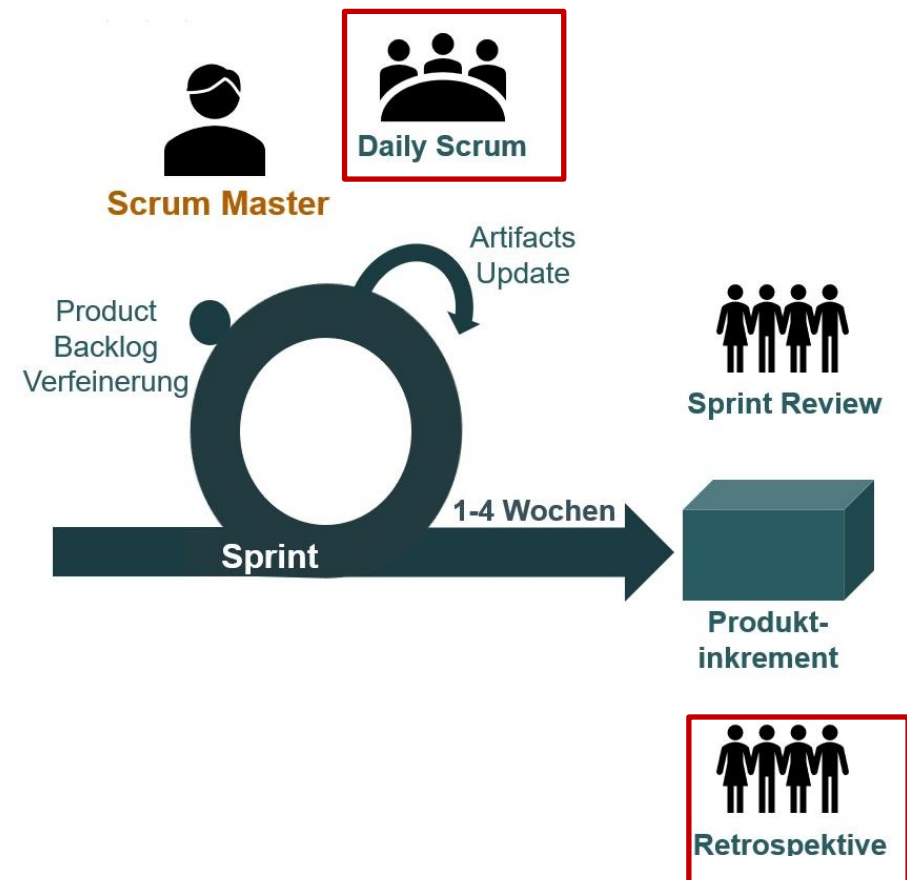 Daily Scrum
Scrum Master
Artifacts
Update
Product
Backlog
Verfeinerung
Sprint Review
1-4 Wochen
Sprint
Produkt-
inkrement
Retrospektive